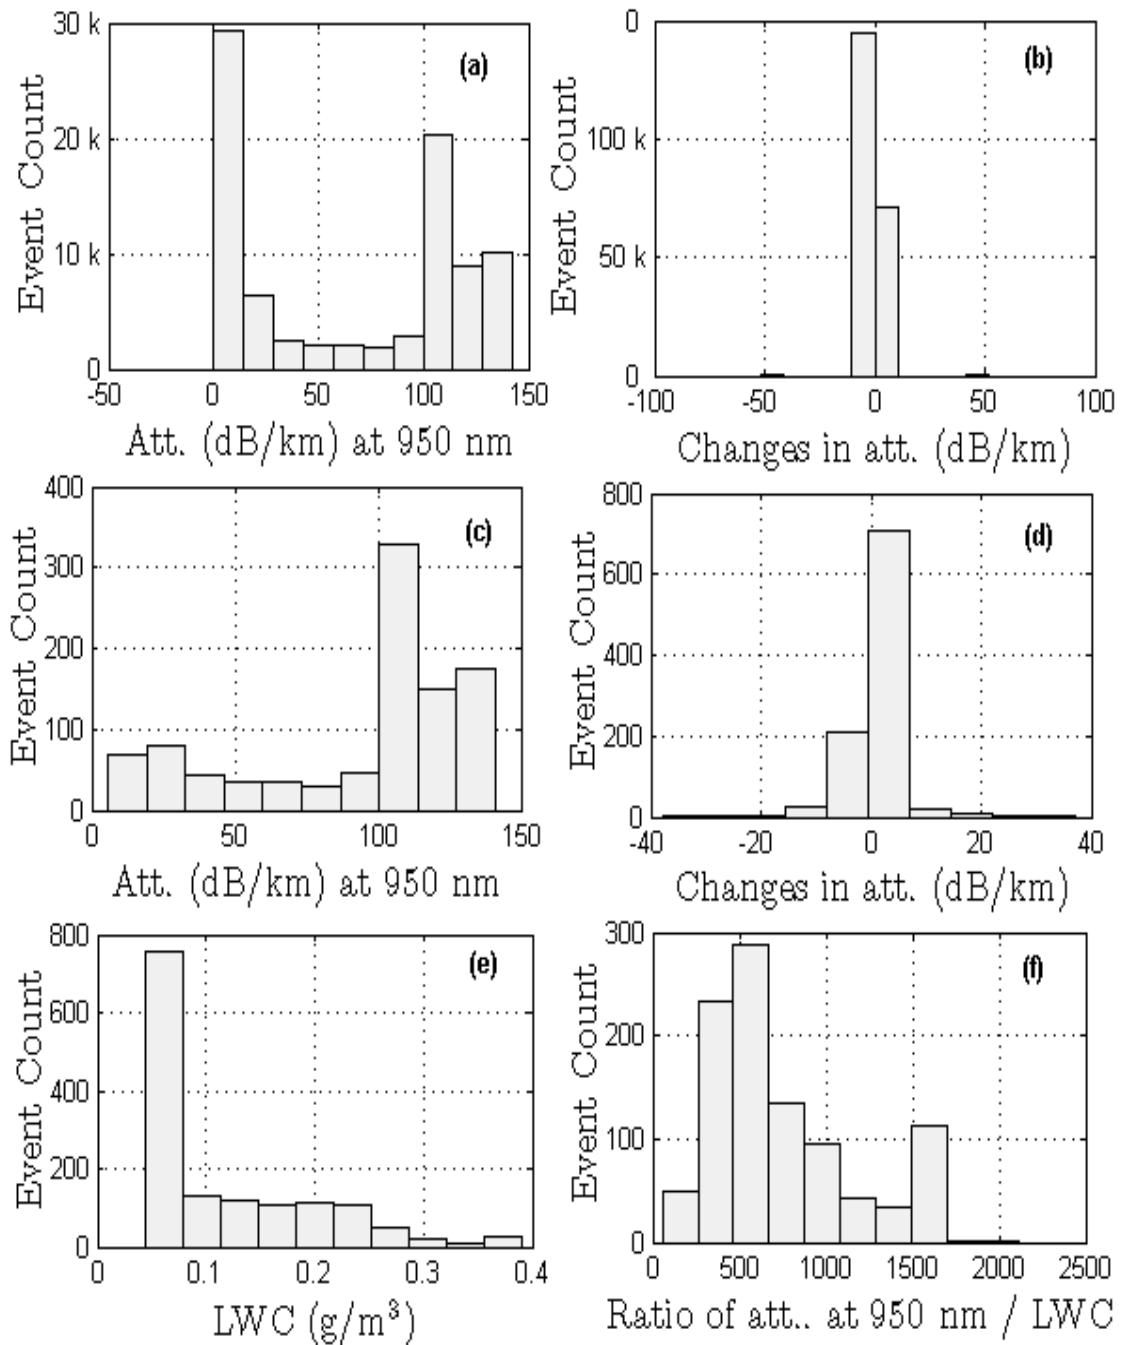 30 k
20 k
10 k
0
-50
0
50
100
150
Event Count
(a)
Att. (dB/km) at 950 nm
0
100 k
50 k
0
-100
-50
0
50
100
Event Count
(b)
Changes in att. (dB/km)
400
300
200
100
0
0
50
100
150
Event Count
(c)
Att. (dB/km) at 950 nm
800
600
400
200
0
-40
-20
0
20
40
Event Count
(d)
Changes in att. (dB/km)
800
600
400
200
0
0
0.1
0.2
0.3
0.4
Event Count
(e)
LWC (g/m³)
300
200
100
0
0
500
1000
1500
2000
2500
Event Count
(f)
Ratio of att.. at 950 nm / LWC